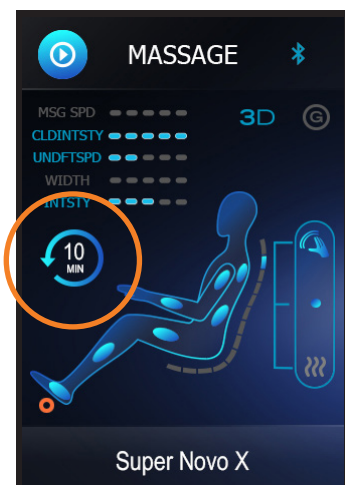 MASSAGE
MSG SPD
3D
G
CLDINTSTY
UNDFTSPD
WIDTH
INTSTY
10
MIN
Super Novo X